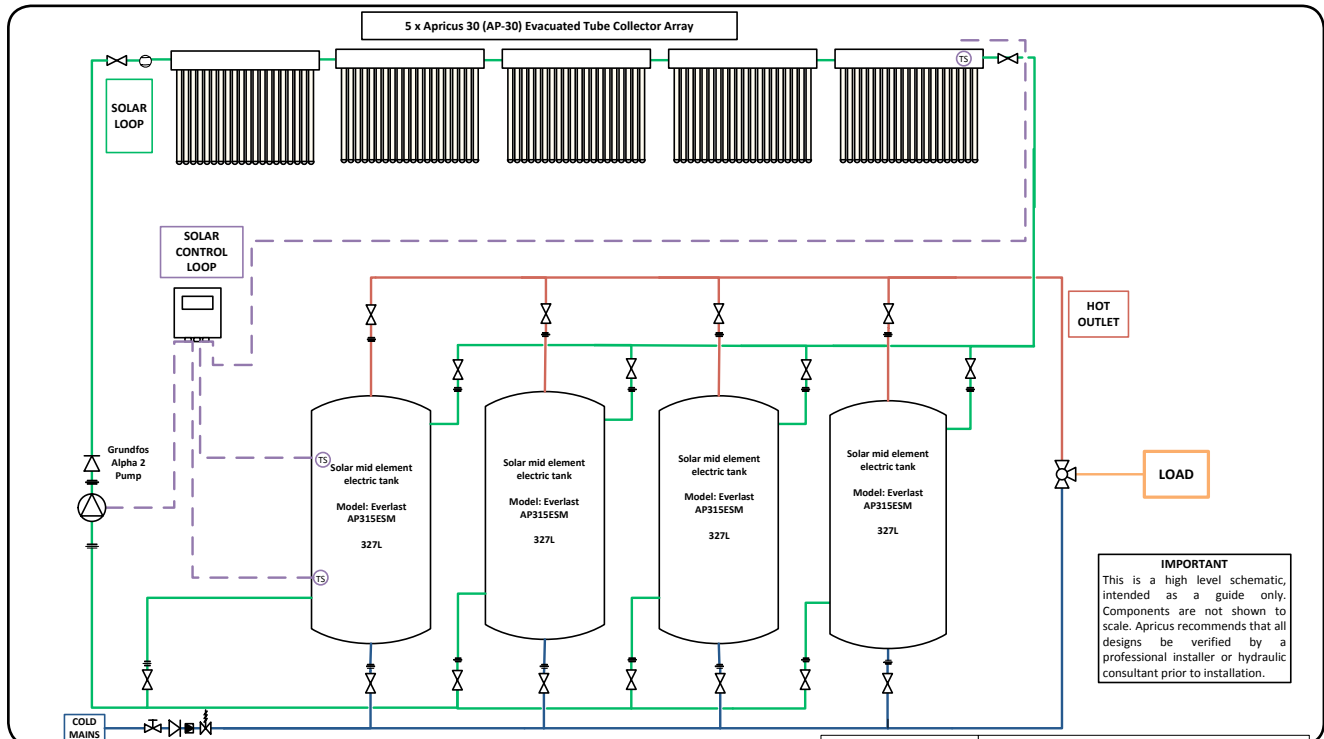 5 x Apricus 30 (AP-30) Evacuated Tube Collector Array
TS
SOLAR
LOOP
SOLAR
CONTROL
LOOP
HOT
OUTLET
Grundfos
Alpha 2
Pump
TS
Solar mid element
electric tank
Model: Everlast
AP315ESM
327L
TS
Solar mid element
electric tank
Model: Everlast
AP315ESM
327L
Solar mid element
electric tank
Model: Everlast
AP315ESM
327L
Solar mid element
electric tank
Model: Everlast
AP315ESM
327L
LOAD
IMPORTANT
This is a high level schematic,
intended as a guide only.
Components are not shown to
scale. Apricus recommends that all
designs be verified by a
professional installer or hydraulic
consultant prior to installation.
COLD
MAINS